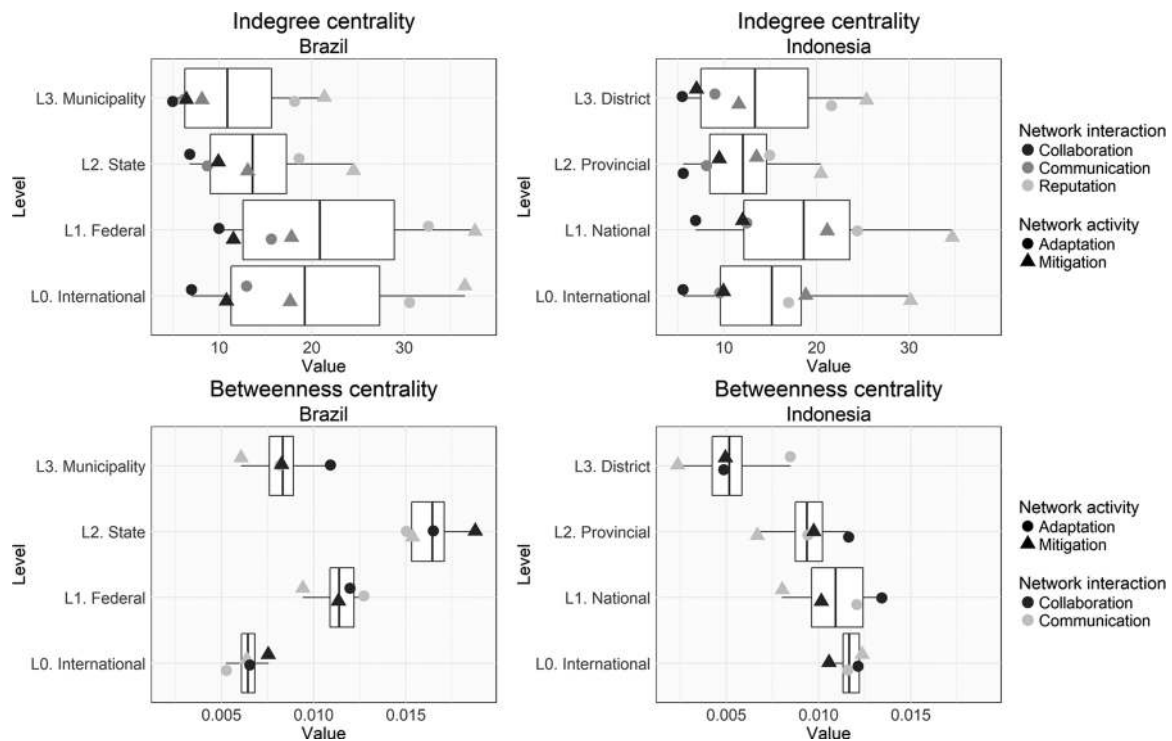 Indegree centrality
Brazil
L3. Municipality
L2. State
L1. Federal
L0. International
Level
10
20
30
Value
Indegree centrality
Indonesia
L3. District
L2. Provincial
L1. National
L0. International
Level
10
20
30
Value
Network interaction
Collaboration
Communication
Reputation
Network activity
Adaptation
Mitigation
Betweenness centrality
Brazil
L3. Municipality
L2. State
L1. Federal
L0. International
Level
0.005
0.010
0.015
Value
Betweenness centrality
Indonesia
L3. District
L2. Provincial
L1. National
L0. International
Level
0.005
0.010
0.015
Value
Network activity
Adaptation
Mitigation
Network interaction
Collaboration
Communication